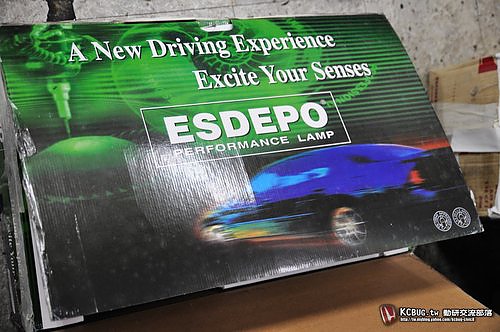 A New Driving Experience
Excite Your Senses
ESDEPO
PERFORMANCE LAMP
KCBUG.tw 動研交流部落